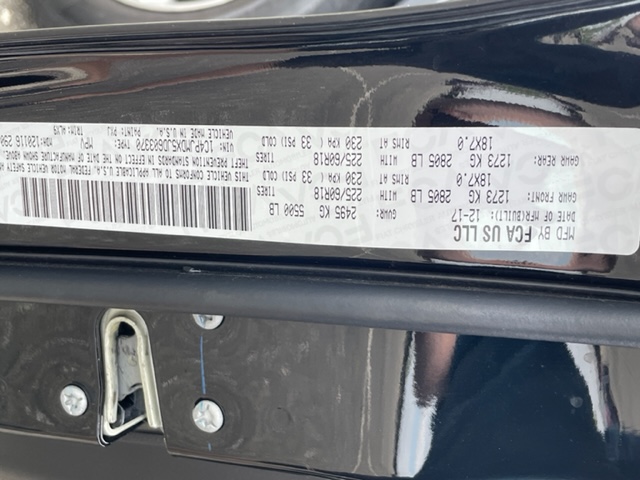 MFD BY FCA US LLC
DATE OF MFR(BUILT): 12-17 GVWR: 2495 KG 5500 LB
GAWR FRONT: 1273 KG 2805 LB WITH TIRES 225/60R18
18X7.0 RIMS AT 230 KPA( 33 PSI) COLD
GAWR REAR: 1273 KG 2805 LB WITH TIRES 225/60R18
18X7.0 RIMS AT 230 KPA( 33 PSI) COLD
THIS VEHICLE CONFORMS TO ALL APPLICABLE U.S.A. FEDERAL MOTOR VEHICLE SAFETY
THEFT PREVENTION STANDARDS IN EFFECT ON THE DATE OF MANUFACTURE SHOWN ABOVE.
TYPE: MPV
VEHICLE MADE IN U.S.A. PAINT: TRIM: